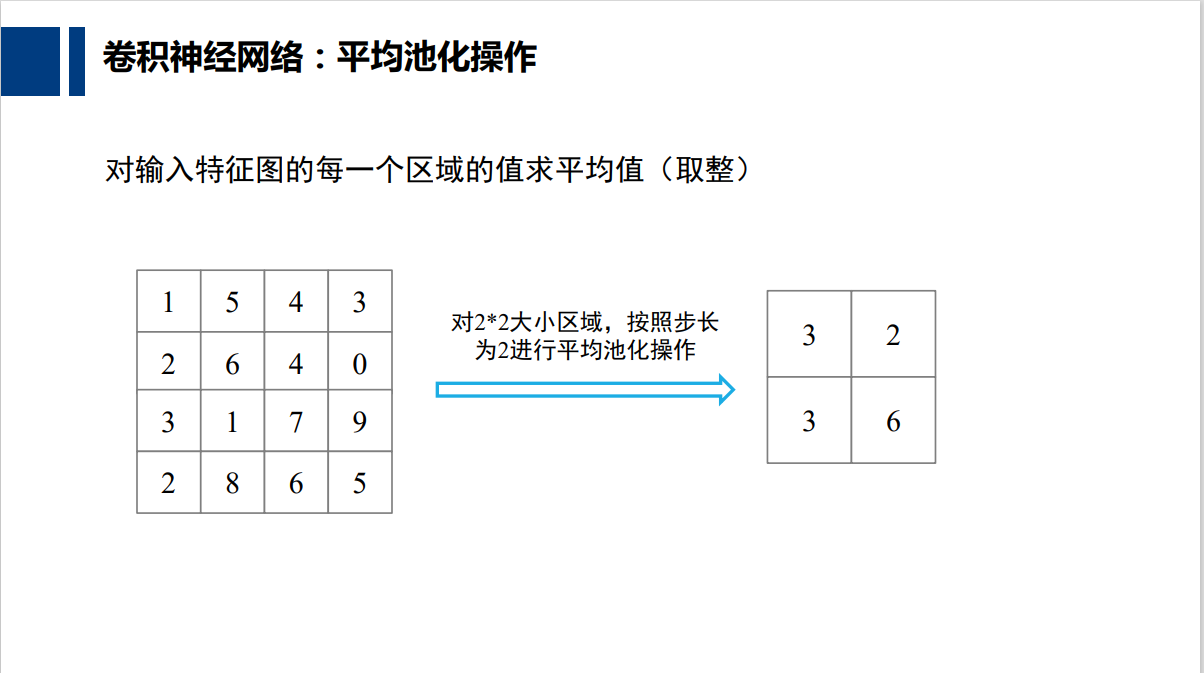 卷积神经网络：平均池化操作
对输入特征图的每一个区域的值求平均值（取整）
1 5 4 3
2 6 4 0
3 1 7 9
2 8 6 5
对2*2大小区域，按照步长
为2进行平均池化操作
3 2
3 6